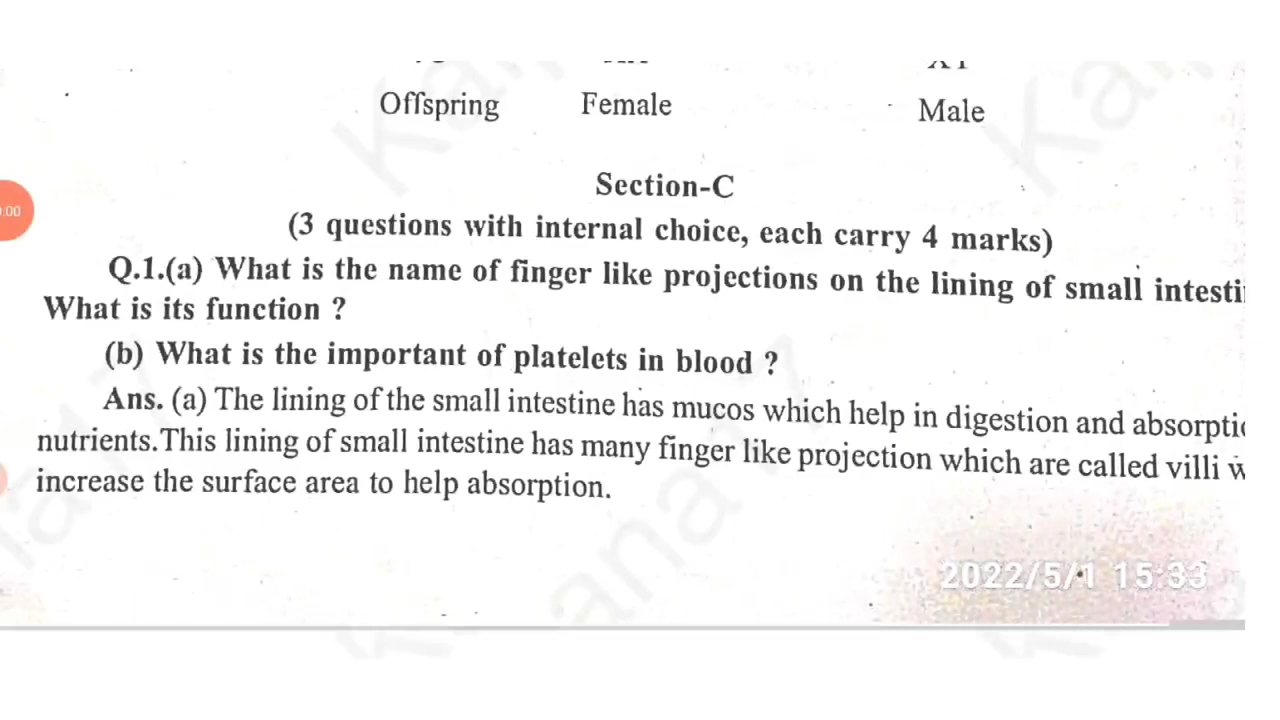 Offspring Female Male
Section-C
(3 questions with internal choice, each carry 4 marks)
Q.1.(a) What is the name of finger like projections on the lining of small
What is its function ?
(b) What is the important of platelets in blood ?
Ans. (a) The lining of the small intestine has mucos which help in digestion and
nutrients.This lining of small intestine has many finger like projection which are called villi
increase the surface area to help absorption.
2022/5/1 15:33